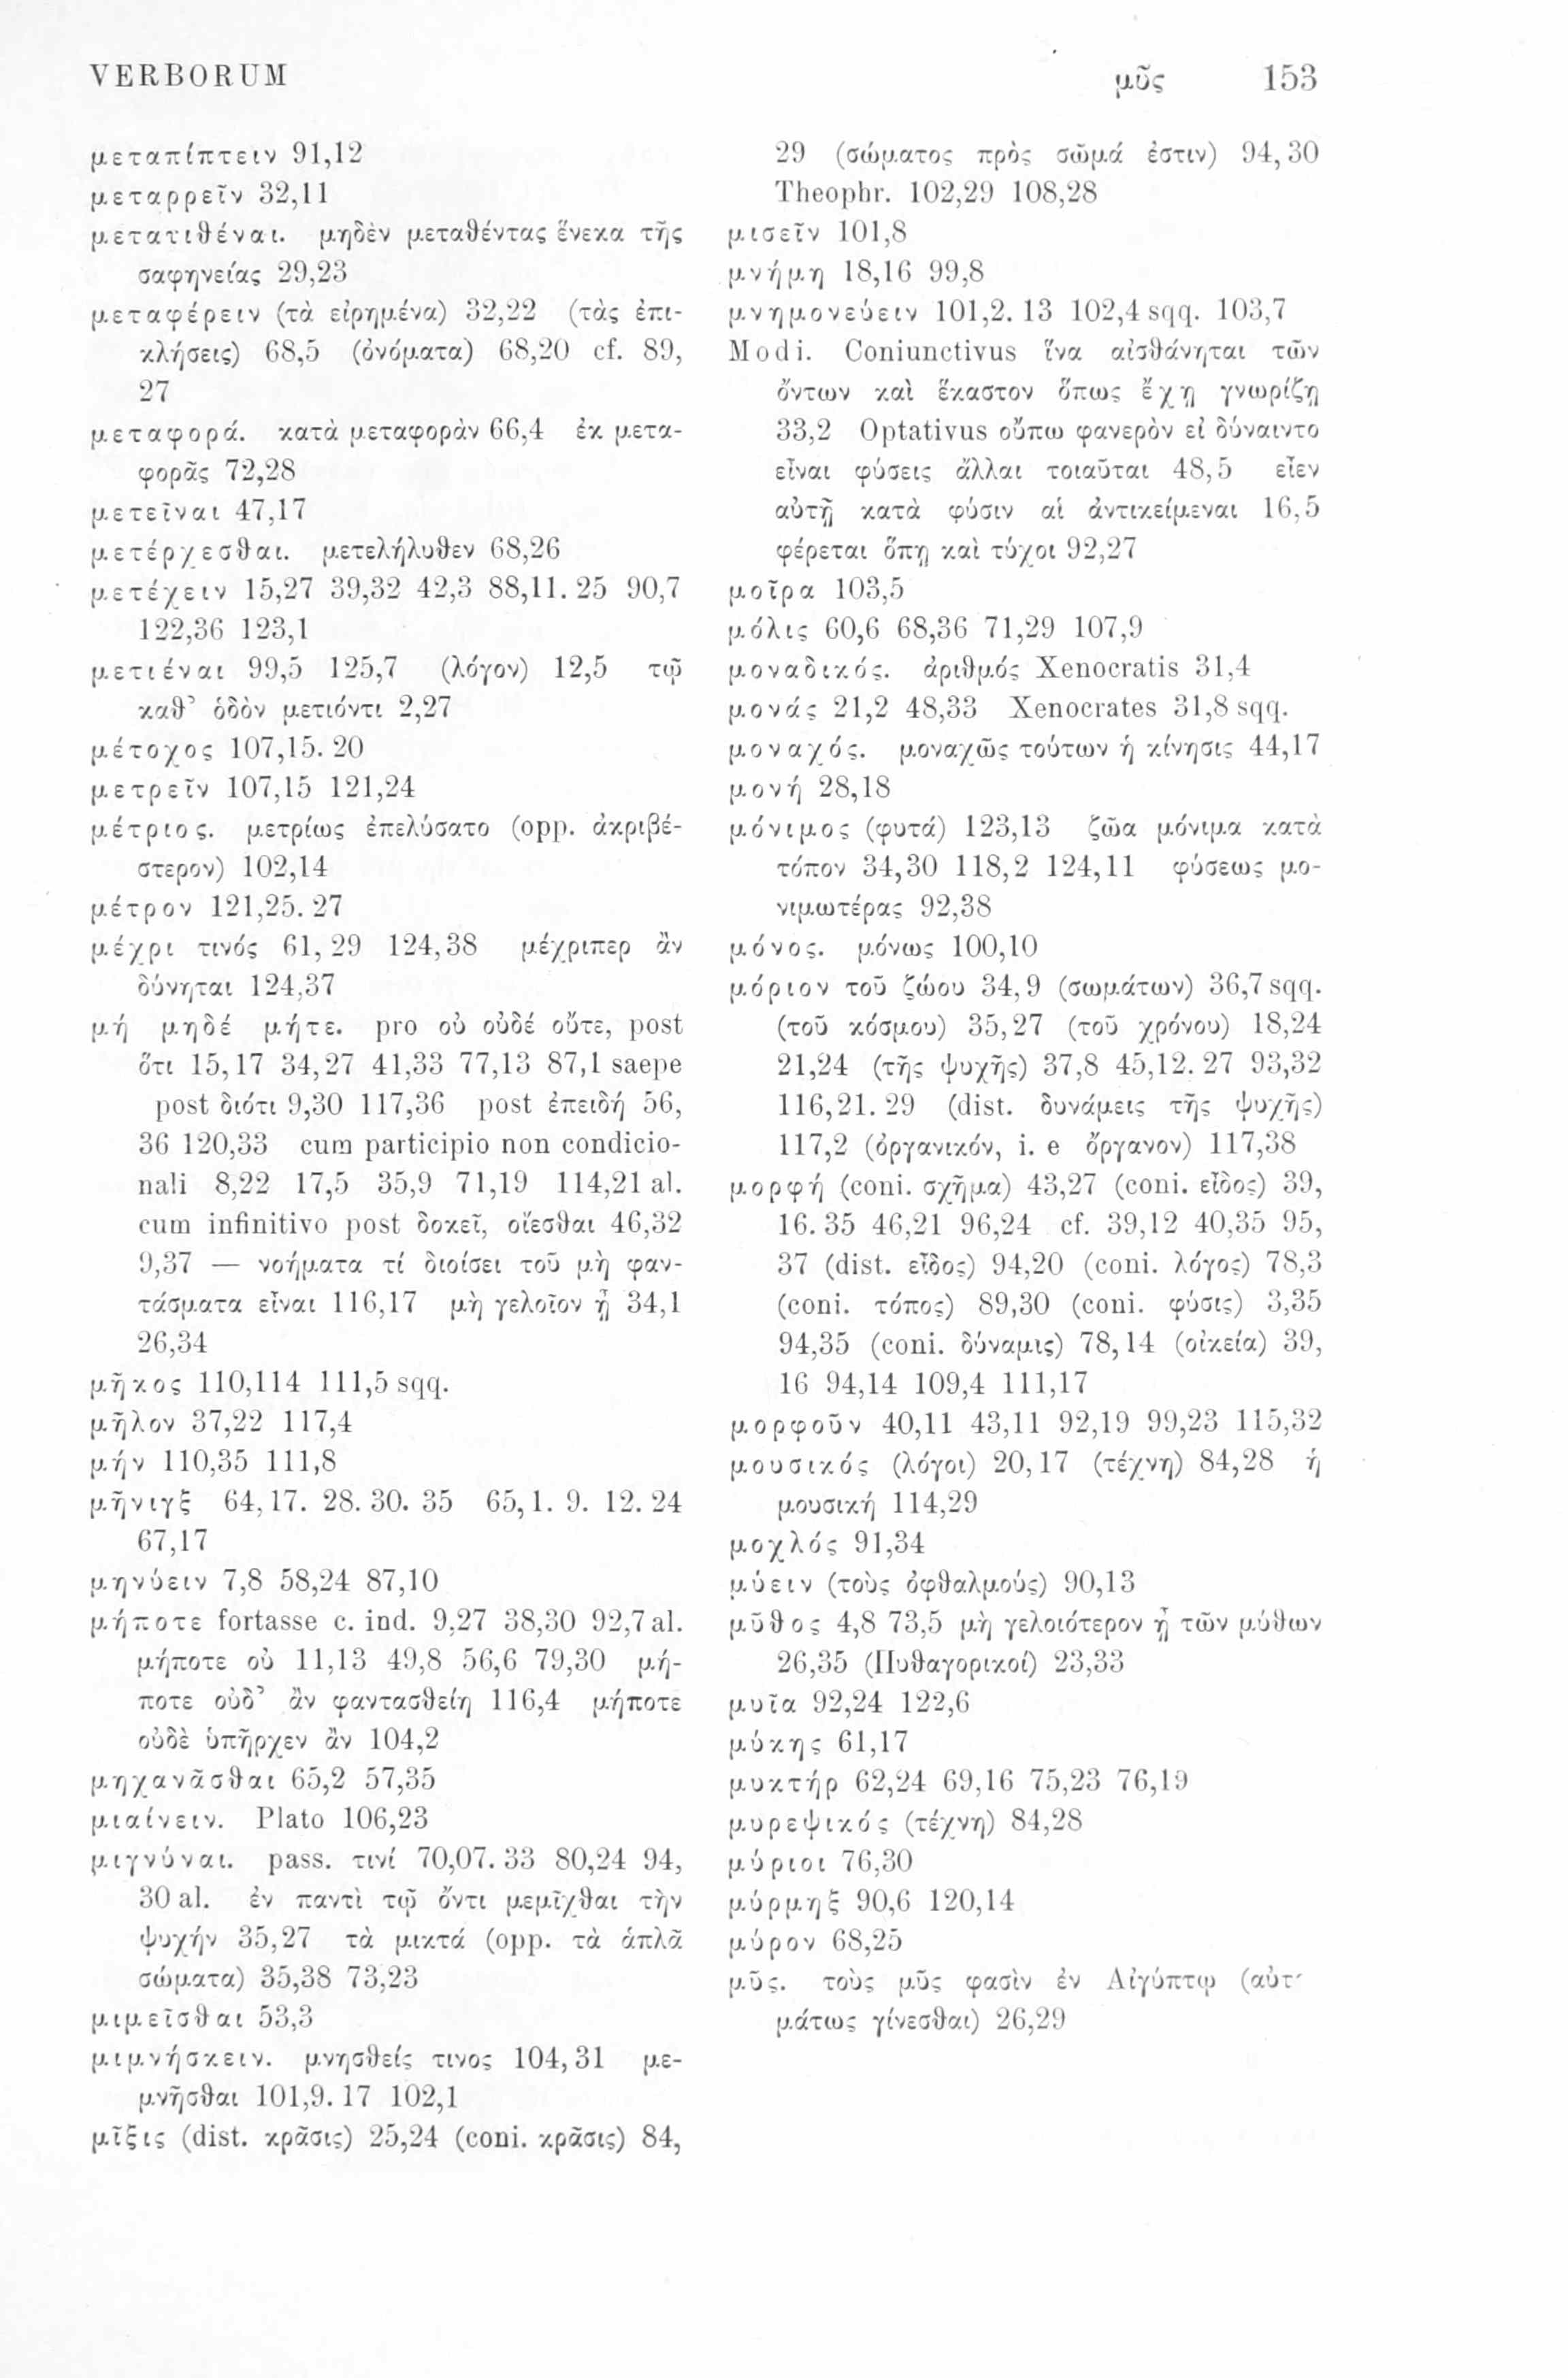 VERBORUM μῦς 153
μεταπίπτειν 91,12
μεταρρεῖν 32,11
μετατιθέναι. μηδὲν μεταθέντας ἕνεκα τῆς
σαφηνείας 29,23
μεταφέρειν (τὰ εἰρημένα) 32,22 (τὰς ἐπι-
κλήσεις) 68,5 (ὀνόματα) 68,20 cf. 89,
27
μεταφορά. κατὰ μεταφορὰν 66,4 ἐκ μετα-
φορᾶς 72,28
μετεῖναι 47,17
μετέρχεσθαι. μετελήλυθεν 68,26
μετέχειν 15,27 39,32 42,3 88,11. 25 90,7
122,36 123,1
μετιέναι 99,5 125,7 (λόγον) 12,5 τῷ
καθ’ ὁδὸν μετιόντι 2,27
μέτοχος 107,15. 20
μετρεῖν 107,15 121,24
μέτριος. μετρίως ἐπελύσατο (opp. ἀκριβέ-
στερον) 102,14
μέτρον 121,25. 27
μέχρι τινός 61,29 124,38 μέχριπερ ἂν
δύνηται 124,37
μή μηδέ μήτε. pro οὐ οὐδέ οὔτε, post
ὅτι 15,17 34,27 41,33 77,13 87,1 saepe
post διότι 9,30 117,36 post ἐπειδή 56,
36 120,33 cum participio non condicio-
nali 8,22 17,5 35,9 71,19 114,21 al.
cum infinitivo post δοκεῖ, οἴεσθαι 46,32
9,37 — νοήματα τί διοίσει τοῦ μὴ φαν-
τάσματα εἶναι 116,17 μὴ γελοῖον ᾖ 34,1
26,34
μῆκος 110,114 111,5 sqq.
μῆλον 37,22 117,4
μήν 110,35 111,8
μῆνιγξ 64,17. 28. 30. 35 65,1. 9. 12. 24
67,17
μηνύειν 7,8 58,24 87,10
μήποτε fortasse c. ind. 9,27 38,30 92,7 al.
μήποτε οὐ 11,13 49,8 56,6 79,30 μή-
ποτε οὐδ’ ἂν φαντασθείη 116,4 μήποτε
οὐδὲ ὑπῆρχεν ἂν 104,2
μηχανᾶσθαι 65,2 57,35
μιαίνειν. Plato 106,23
μιγνύναι. pass. τινί 70,07. 33 80,24 94,
30 al. ἐν παντὶ τῷ ὄντι μεμῖχθαι τὴν
ψυχήν 35,27 τὰ μικτά (opp. τὰ ἁπλᾶ
σώματα) 35,38 73,23
μιμεῖσθαι 53,3
μιμνήσκειν. μνησθείς τινος 104,31 με-
μνῆσθαι 101,9. 17 102,1
μῖξις (dist. κρᾶσις) 25,24 (coni. κρᾶσις) 84,
29 (σώματος πρὸς σῶμά ἐστιν) 94,30
Theophr. 102,29 108,28
μισεῖν 101,8
μνήμη 18,16 99,8
μνημονεύειν 101,2. 13 102,4 sqq. 103,7
Modi. Coniunctivus ἵνα αἰσθάνηται τῶν
ὄντων καὶ ἕκαστον ὅπως ἔχῃ γνωρίζῃ
33,2 Optativus οὔπω φανερὸν εἰ δύναιντο
εἶναι φύσεις ἄλλαι τοιαῦται 48,5 εἶεν
αὐτῇ κατὰ φύσιν αἱ ἀντικείμεναι 16,5
φέρεται ὅπῃ καὶ τύχοι 92,27
μοῖρα 103,5
μόλις 60,6 68,36 71,29 107,9
μοναδικός. ἀριθμός Xenocratis 31,4
μονάς 21,2 48,33 Xenocrates 31,8 sqq.
μοναχός. μοναχῶς τούτων ἡ κίνησις 44,17
μονή 28,18
μόνιμος (φυτά) 123,13 ζῶα μόνιμα κατὰ
τόπον 34,30 118,2 124,11 φύσεως μο-
νιμωτέρας 92,38
μόνος. μόνως 100,10
μόριον τοῦ ζώου 34,9 (σωμάτων) 36,7 sqq.
(τοῦ κόσμου) 35,27 (τοῦ χρόνου) 18,24
21,24 (τῆς ψυχῆς) 37,8 45,12. 27 93,32
116,21. 29 (dist. δυνάμεις τῆς ψυχῆς)
117,2 (ὀργανικόν, i. e ὄργανον) 117,38
μορφή (coni. σχῆμα) 43,27 (coni. εἶδος) 39,
16. 35 46,21 96,24 cf. 39,12 40,35 95,
37 (dist. εἶδος) 94,20 (coni. λόγος) 78,3
(coni. τόπος) 89,30 (coni. φύσις) 3,35
94,35 (coni. δύναμις) 78,14 (οἰκεία) 39,
16 94,14 109,4 111,17
μορφοῦν 40,11 43,11 92,19 99,23 115,32
μουσικός (λόγοι) 20,17 (τέχνη) 84,28 ἡ
μουσική 114,29
μοχλός 91,34
μύειν (τοὺς ὀφθαλμούς) 90,13
μῦθος 4,8 73,5 μὴ γελοιότερον ᾖ τῶν μύθων
26,35 (Πυθαγορικοί) 23,33
μυῖα 92,24 122,6
μύκης 61,17
μυκτήρ 62,24 69,16 75,23 76,19
μυρεψικός (τέχνη) 84,28
μύριοι 76,30
μύρμηξ 90,6 120,14
μύρον 68,25
μῦς. τοὺς μῦς φασὶν ἐν Αἰγύπτῳ (αὐτ-
μάτως γίνεσθαι) 26,29